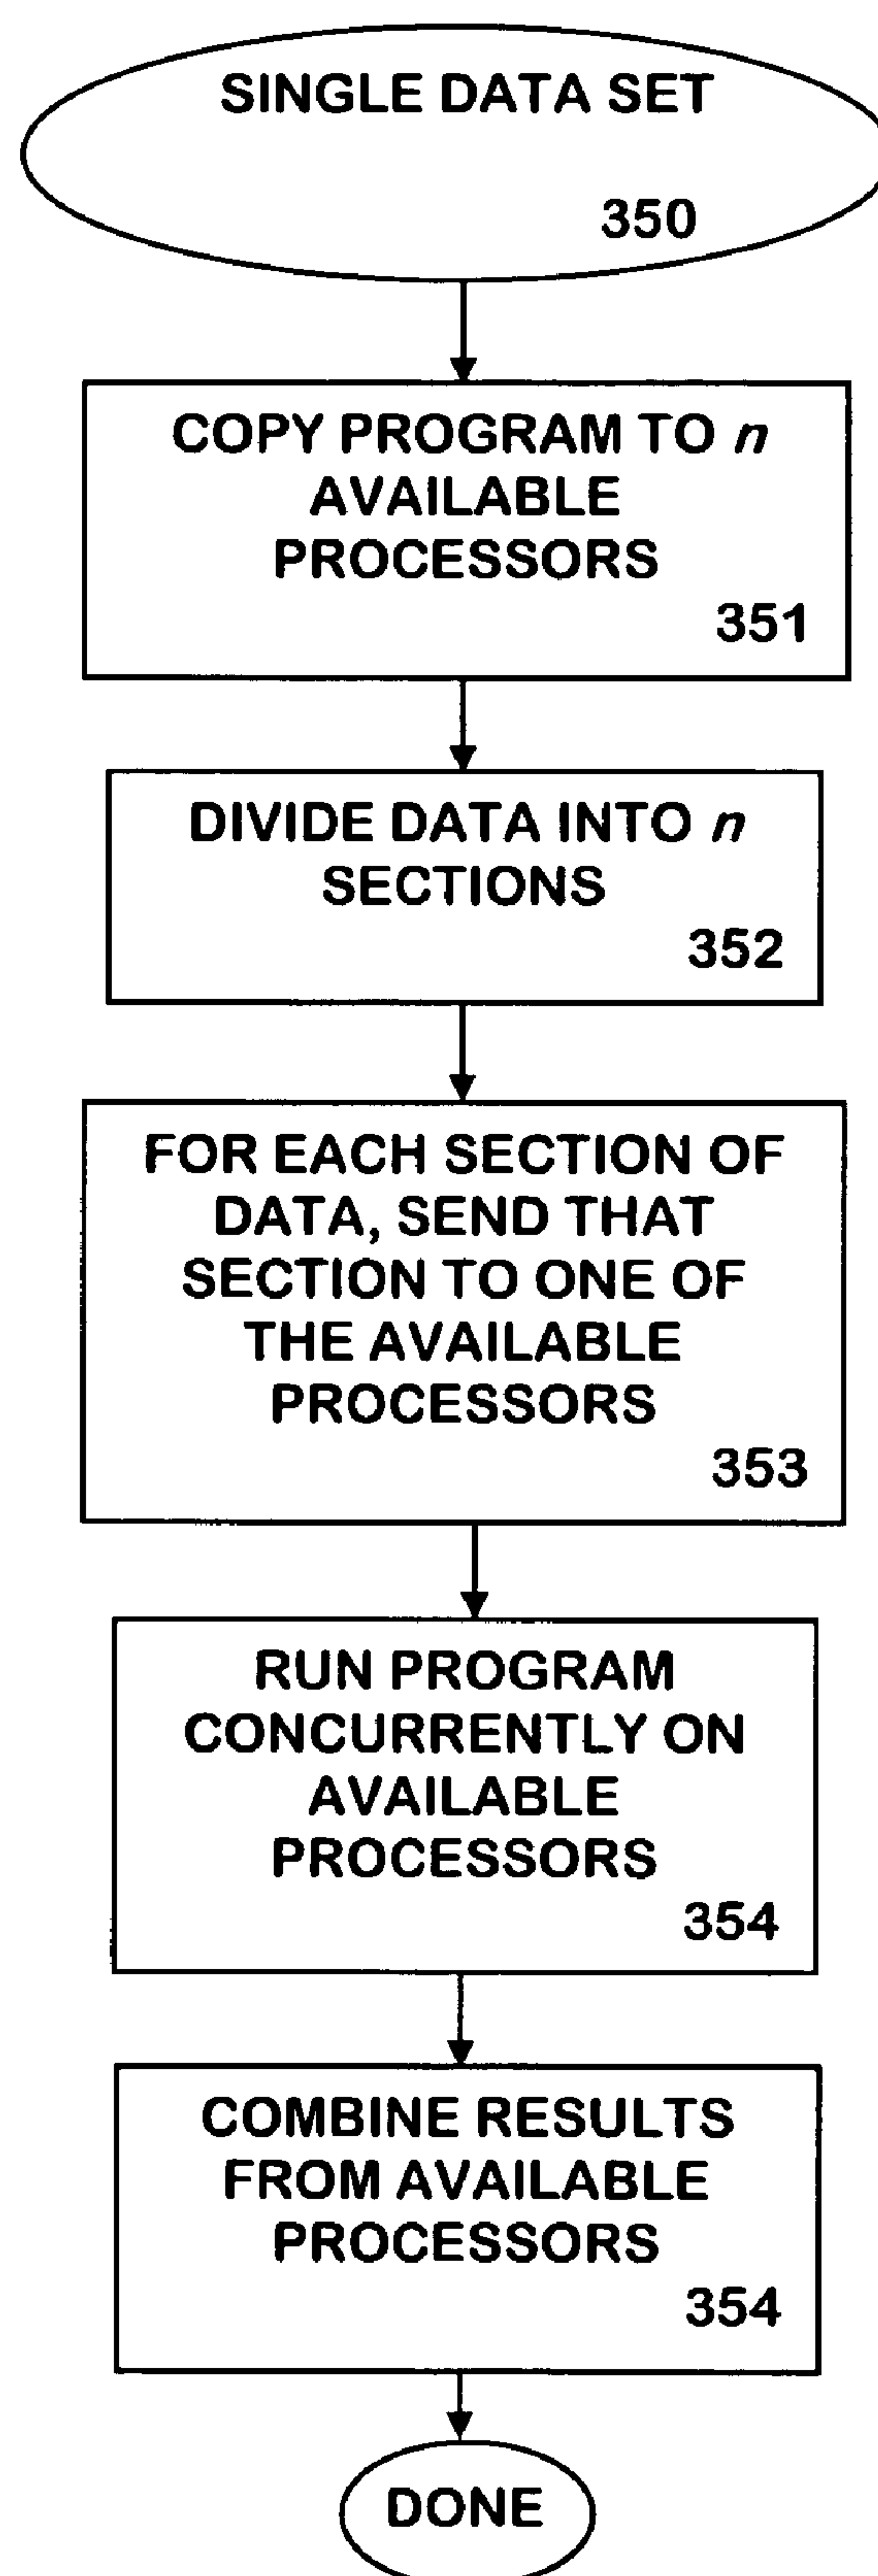 SINGLE DATA SET
350
COPY PROGRAM TO n
AVAILABLE
PROCESSORS
351
DIVIDE DATA INTO n
SECTIONS
352
FOR EACH SECTION OF
DATA, SEND THAT
SECTION TO ONE OF
THE AVAILABLE
PROCESSORS
353
RUN PROGRAM
CONCURRENTLY ON
AVAILABLE
PROCESSORS
354
COMBINE RESULTS
FROM AVAILABLE
PROCESSORS
354
DONE